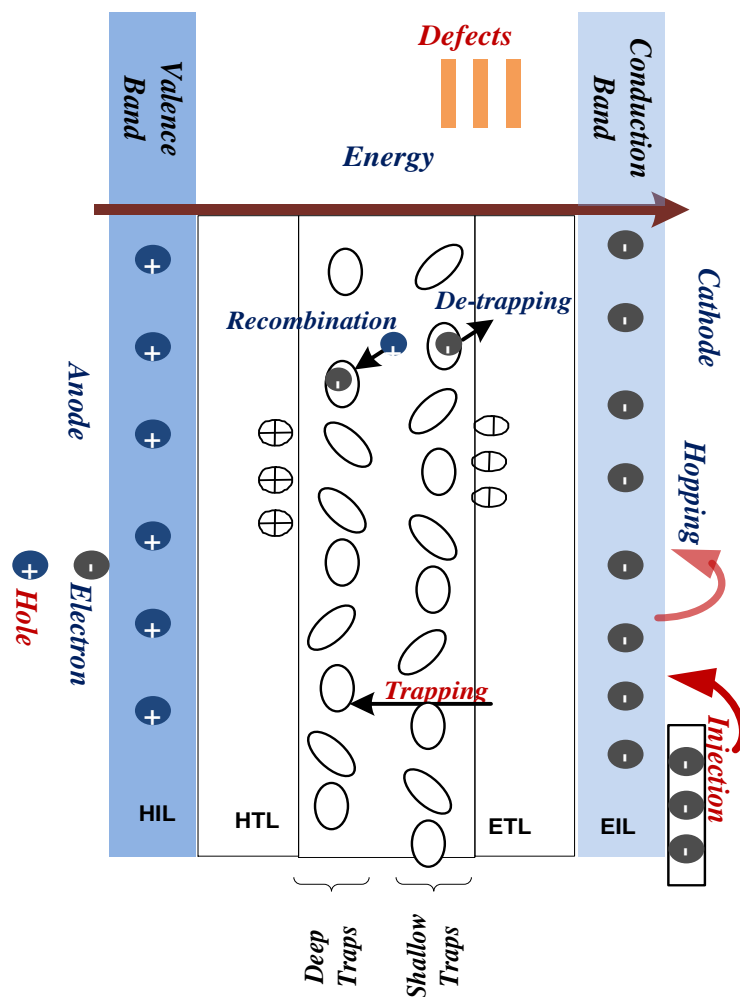 Defects
Valence
Band
Conduction
Band
Energy
Cathode
De-trapping
Recombination
+
+
+
+
+
+
+
-
-
-
-
-
-
-
-
-
-
Anode
Hopping
+
Hole
-
Electron
Trapping
Injection
-
-
-
HIL
HTL
ETL
EIL
Deep
Traps
Shallow
Traps